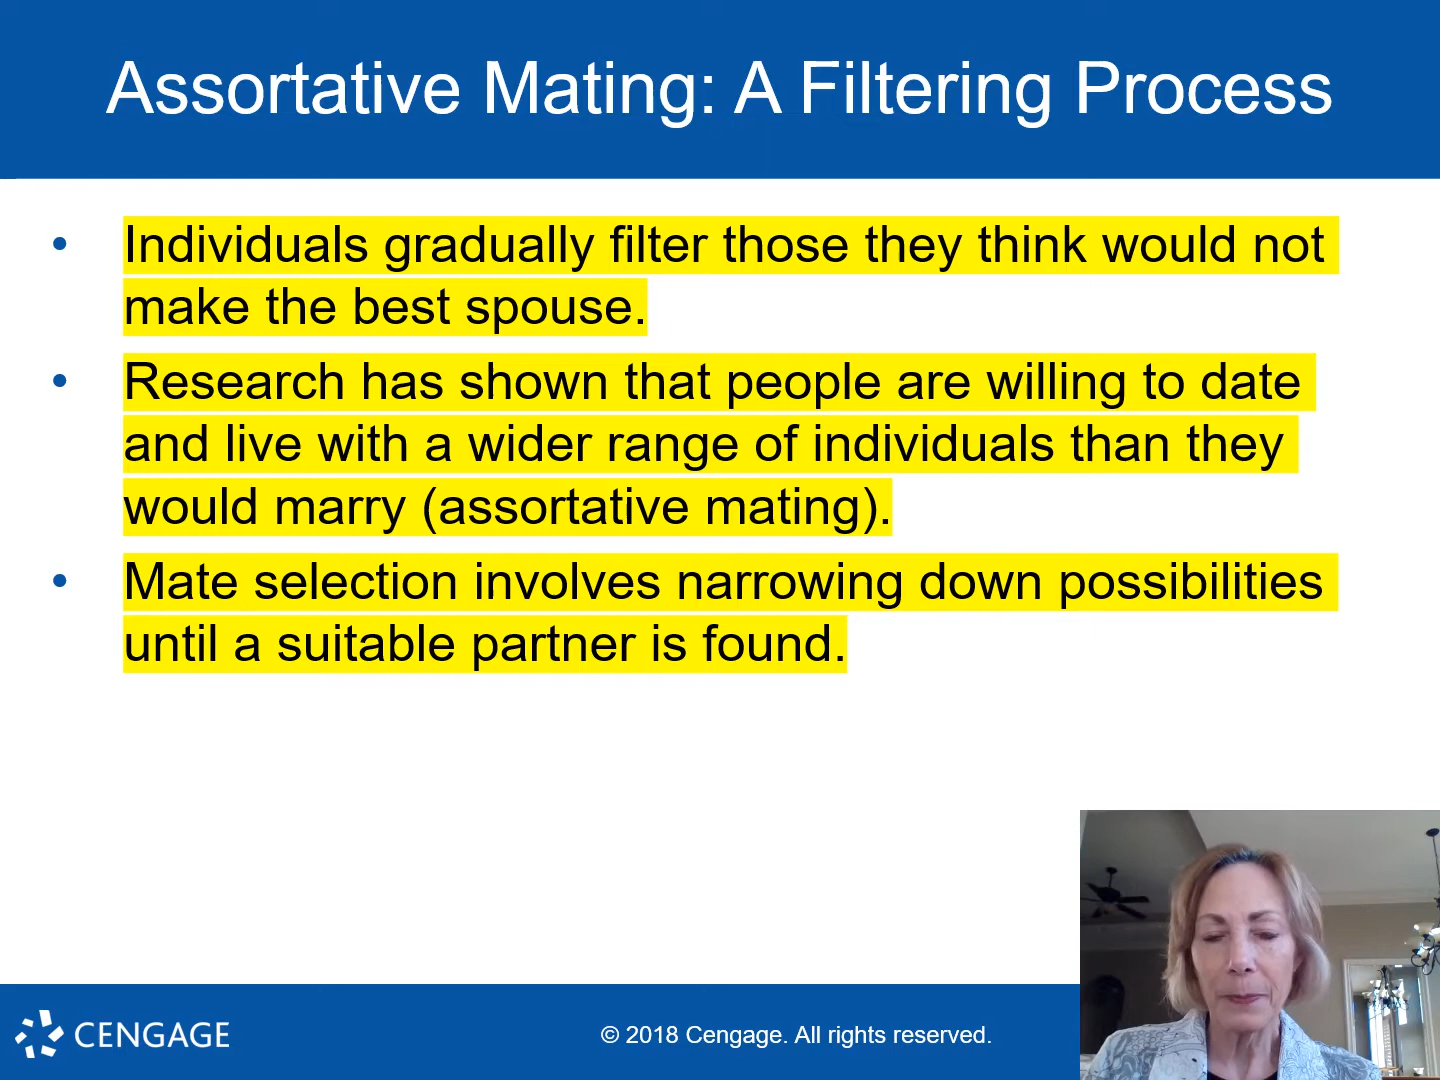 Assortative Mating: A Filtering Process
• Individuals gradually filter those they think would not
make the best spouse.
• Research has shown that people are willing to date
and live with a wider range of individuals than they
would marry (assortative mating).
• Mate selection involves narrowing down possibilities
until a suitable partner is found.
CENGAGE
© 2018 Cengage. All rights reserved.